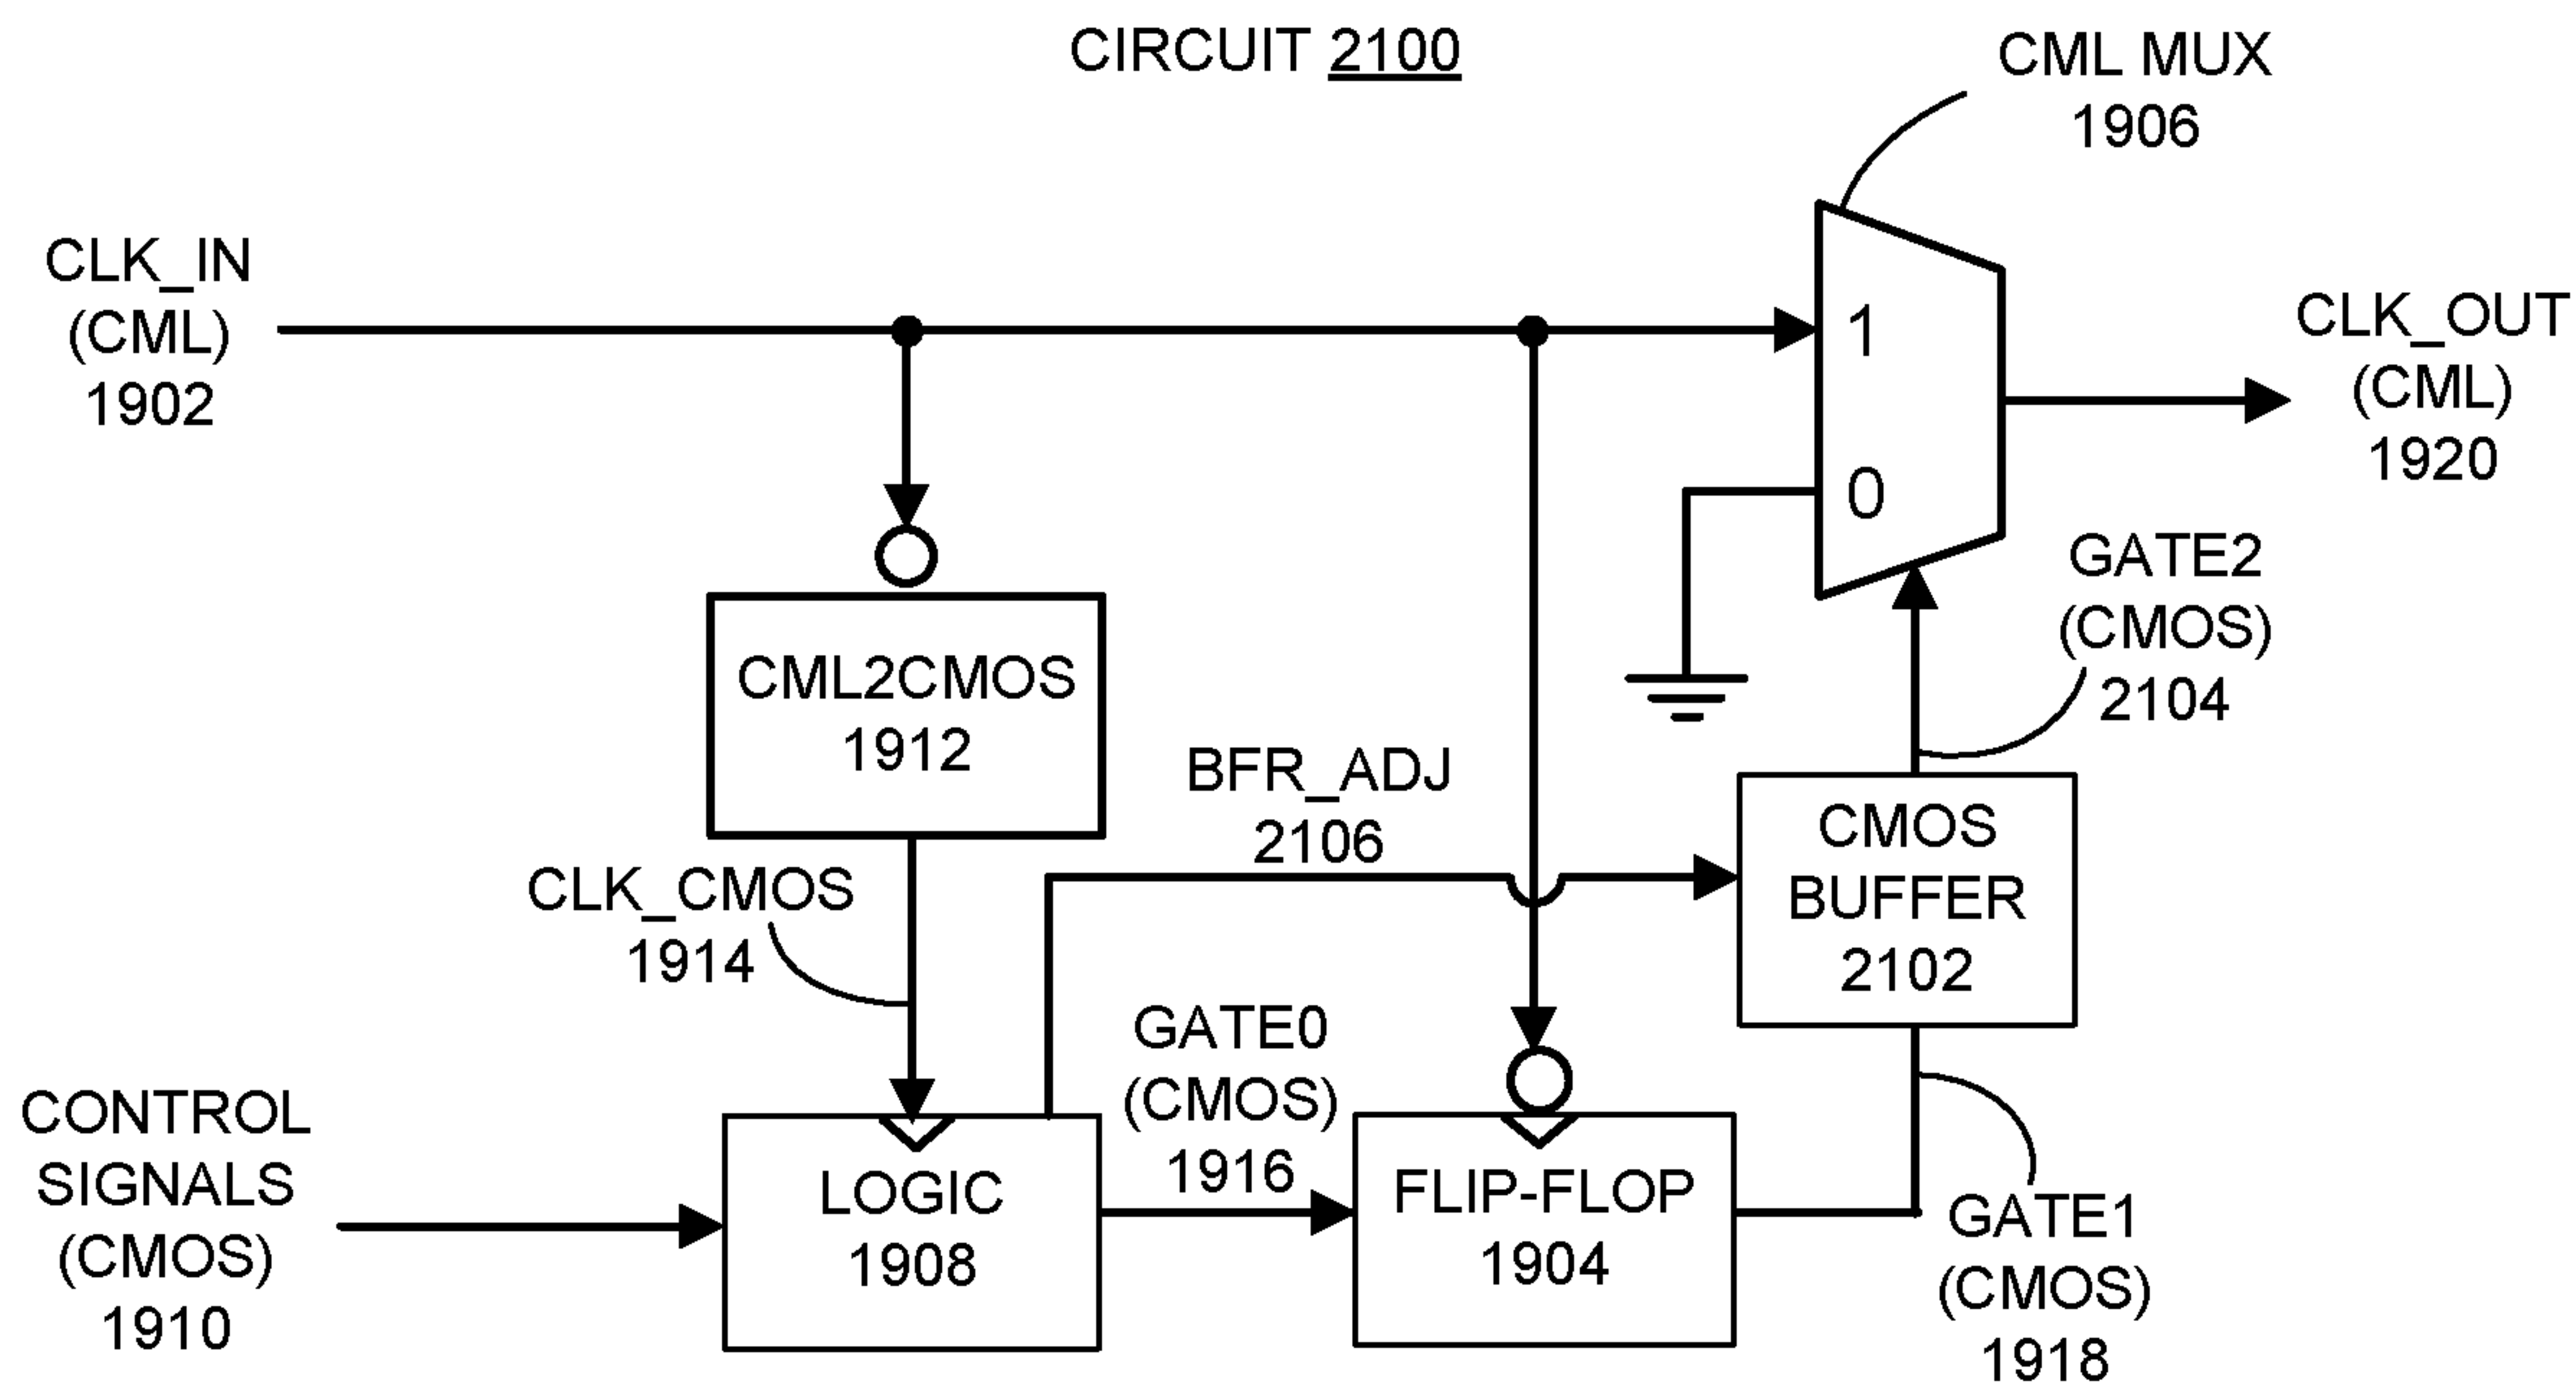 CIRCUIT 2100
CML MUX
1906
CLK_IN
(CML)
1902
1
0
CLK_OUT
(CML)
1920
GATE2
(CMOS)
2104
CML2CMOS
1912
BFR_ADJ
2106
CMOS
BUFFER
2102
CLK_CMOS
1914
GATE0
(CMOS)
1916
CONTROL
SIGNALS
(CMOS)
1910
LOGIC
1908
FLIP-FLOP
1904
GATE1
(CMOS)
1918